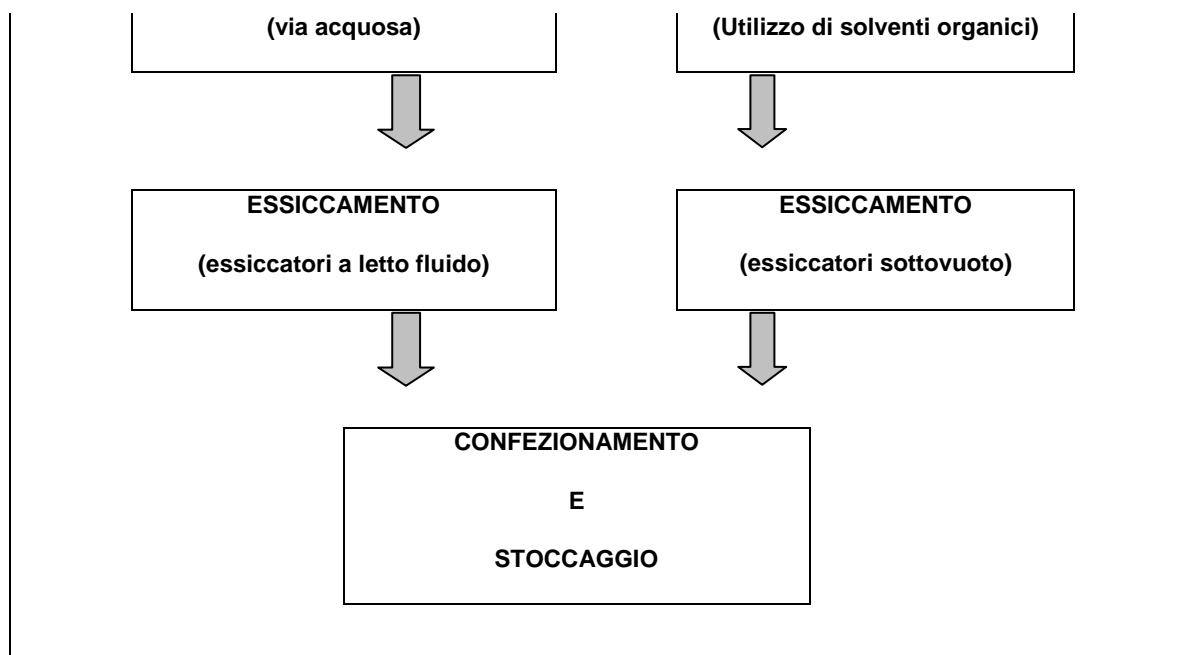 (via acquosa)
(Utilizzo di solventi organici)
ESSICCAMENTO
(essiccatori a letto fluido)
ESSICCAMENTO
(essiccatori sottovuoto)
CONFEZIONAMENTO
E
STOCCAGGIO